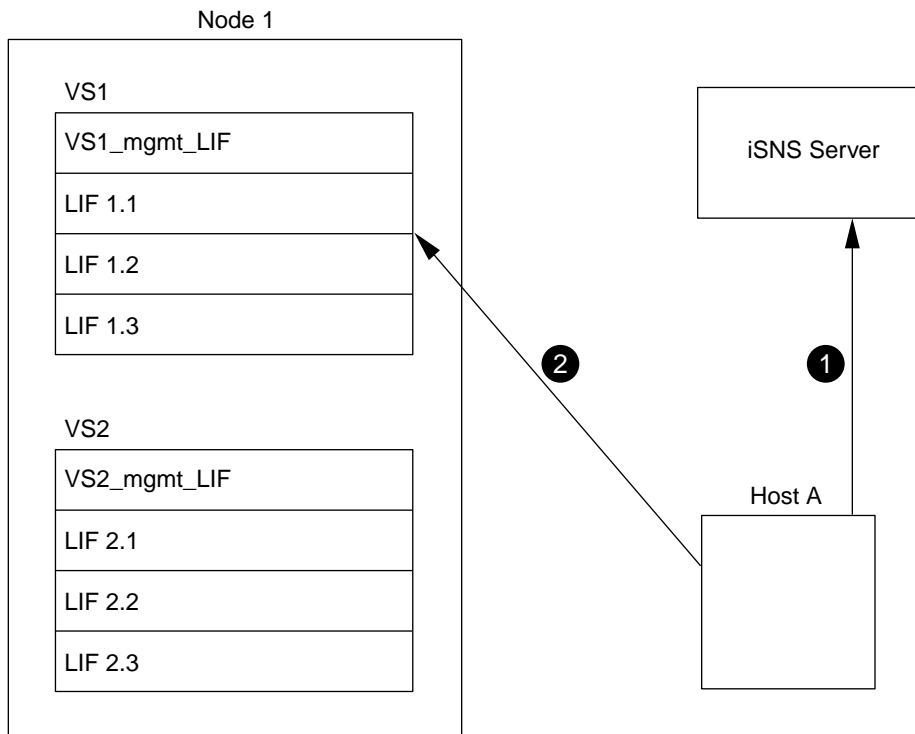 Node 1
VS1
VS1_mgmt_LIF
LIF 1.1
LIF 1.2
LIF 1.3
VS2
VS2_mgmt_LIF
LIF 2.1
LIF 2.2
LIF 2.3
2
1
iSNS Server
Host A